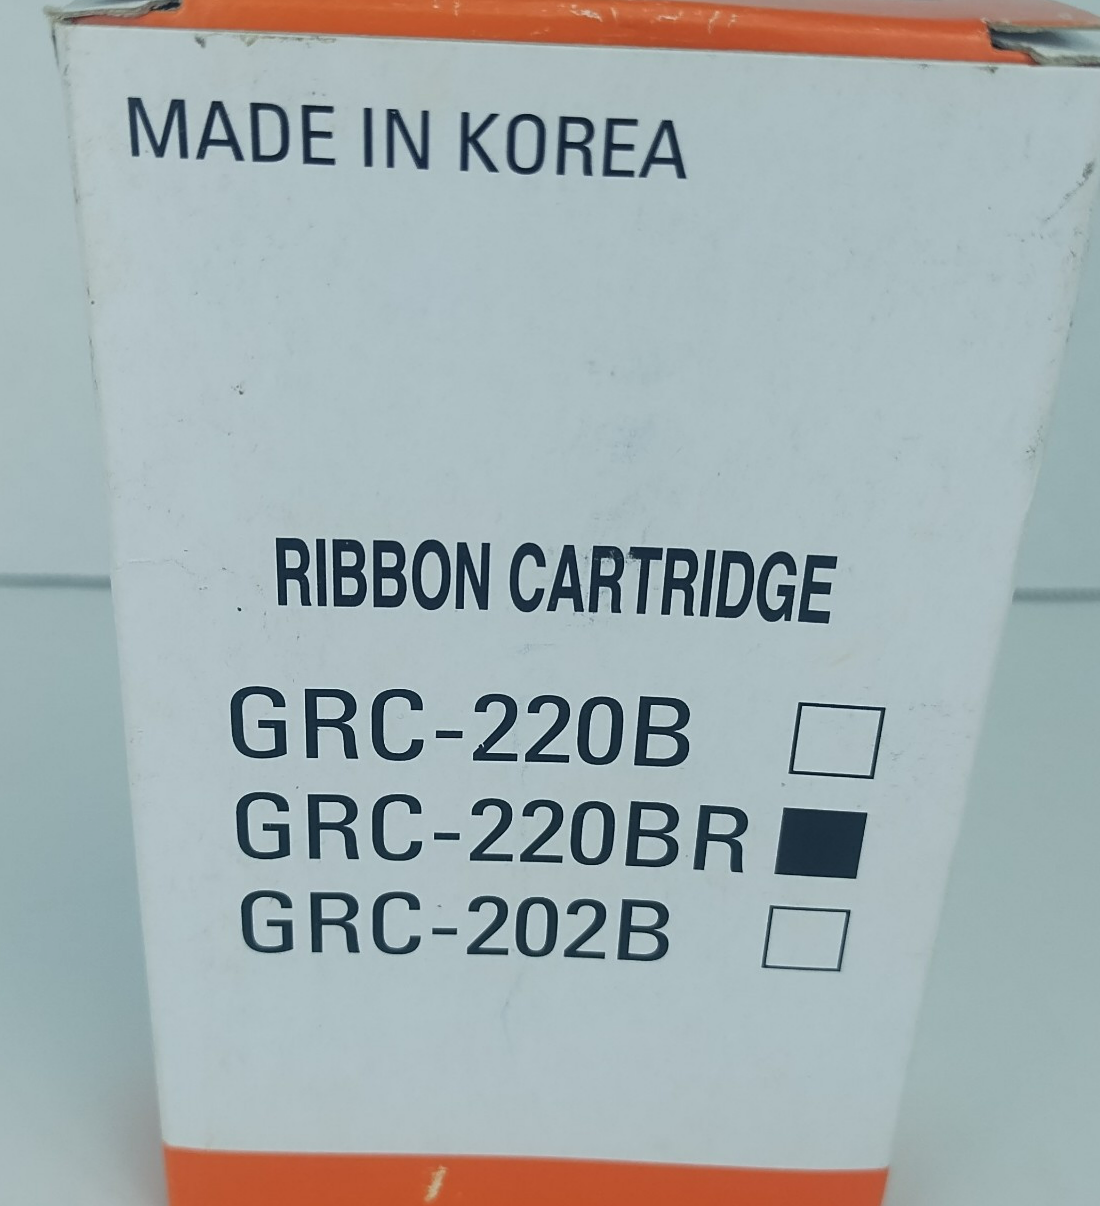 MADE IN KOREA
RIBBON CARTRIDGE
GRC-220B
GRC-220BR
GRC-202B